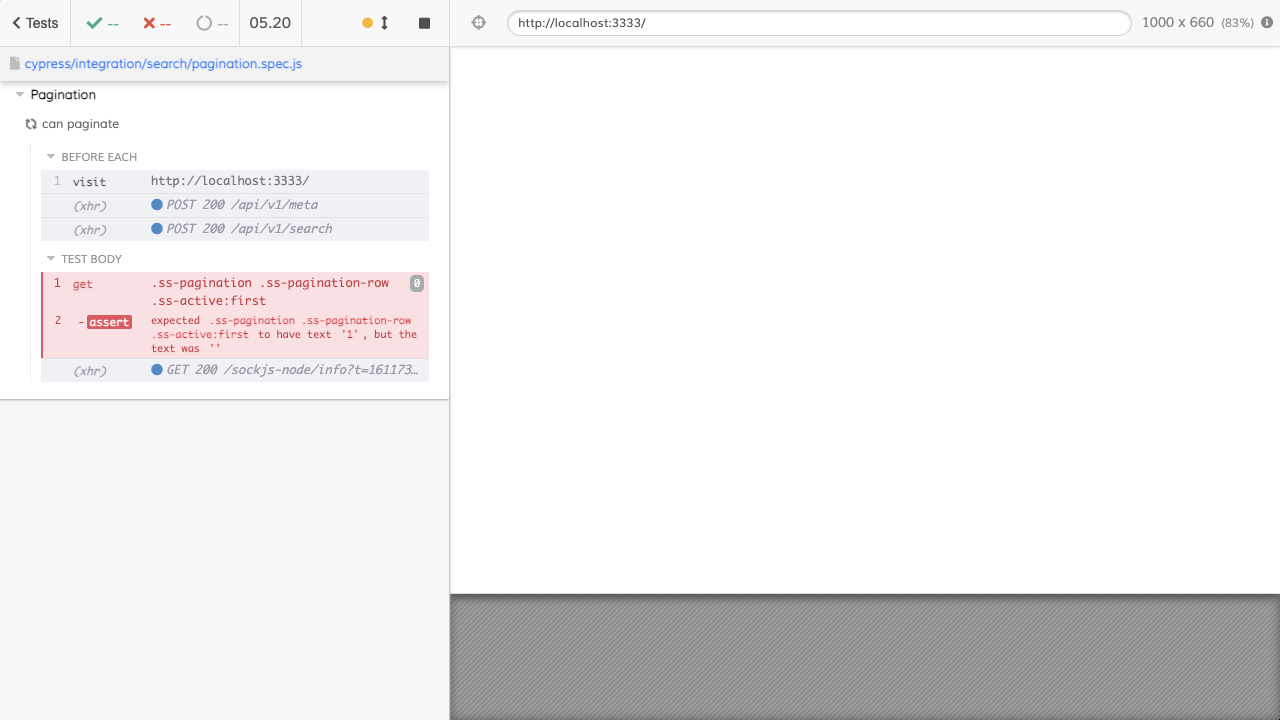 Tests -- -- -- 05.20
http://localhost:3333/ 1000 x 660 (83%)
cypress/integration/search/pagination.spec.js
Pagination
can paginate
BEFORE EACH
1 visit http://localhost:3333/
(xhr) POST 200 /api/v1/meta
(xhr) POST 200 /api/v1/search
TEST BODY
1 get .ss-pagination .ss-pagination-row 0
.ss-active:first
2 -assert expected .ss-pagination .ss-pagination-row
.ss-active:first to have text '1', but the
text was ''
(xhr) GET 200 /sockjs-node/info?t=161173…